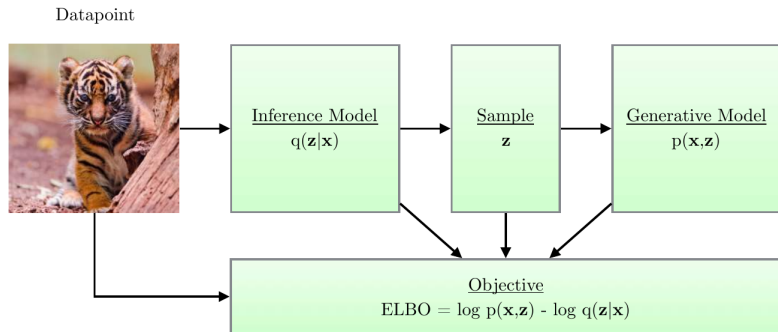 Datapoint
Inference Model
q(z|x)
Sample
z
Generative Model
p(x,z)
Objective
ELBO = log p(x,z) - log q(z|x)